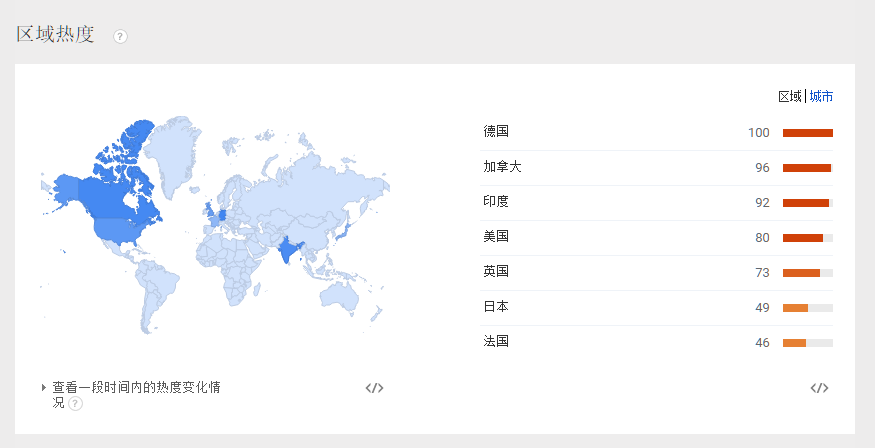 区域热度 ?
区域|城市
德国 100
加拿大 96
印度 92
美国 80
英国 73
日本 49
法国 46
查看一段时间内的热度变化情
况 ?
</> </>